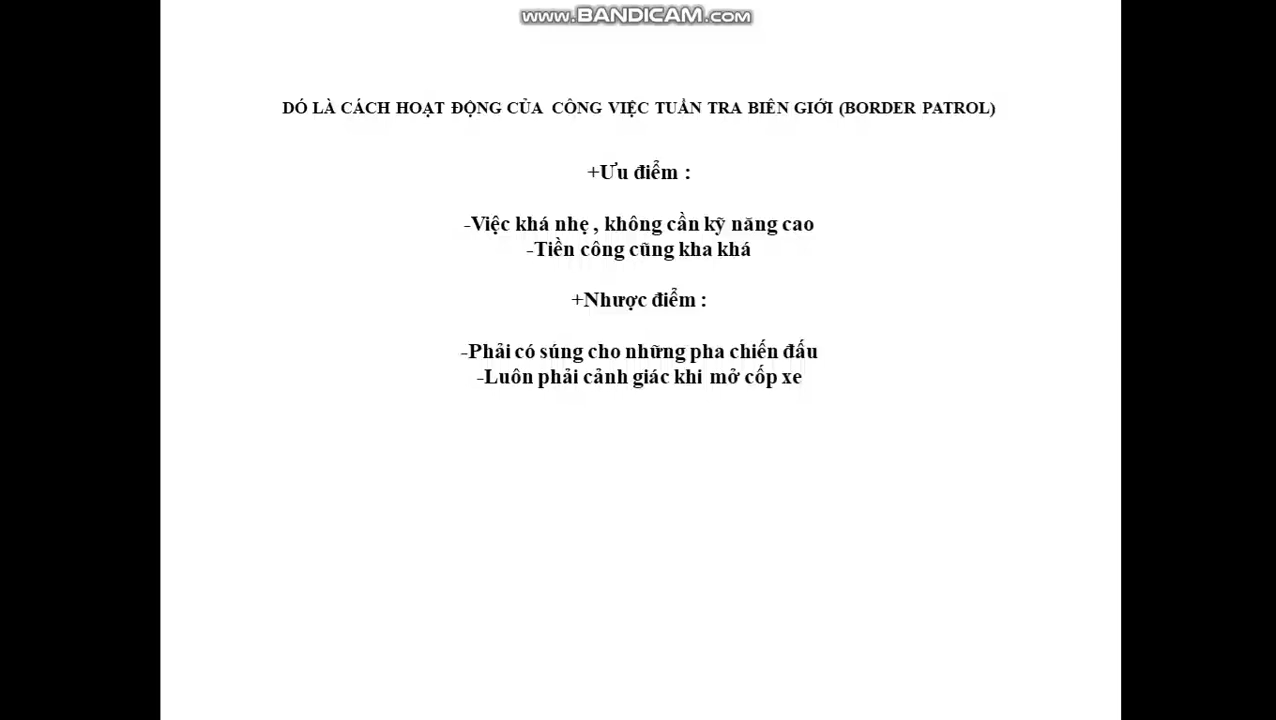 www.BANDICAM.com
DÓ LÀ CÁCH HOẠT ĐỘNG CỦA CÔNG VIỆC TUẦN TRA BIÊN GIỚI (BORDER PATROL)
+Ưu điểm :
-Việc khá nhẹ , không cần kỹ năng cao
-Tiền công cũng kha khá
+Nhược điểm :
-Phải có súng cho những pha chiến đấu
-Luôn phải cảnh giác khi mở cốp xe